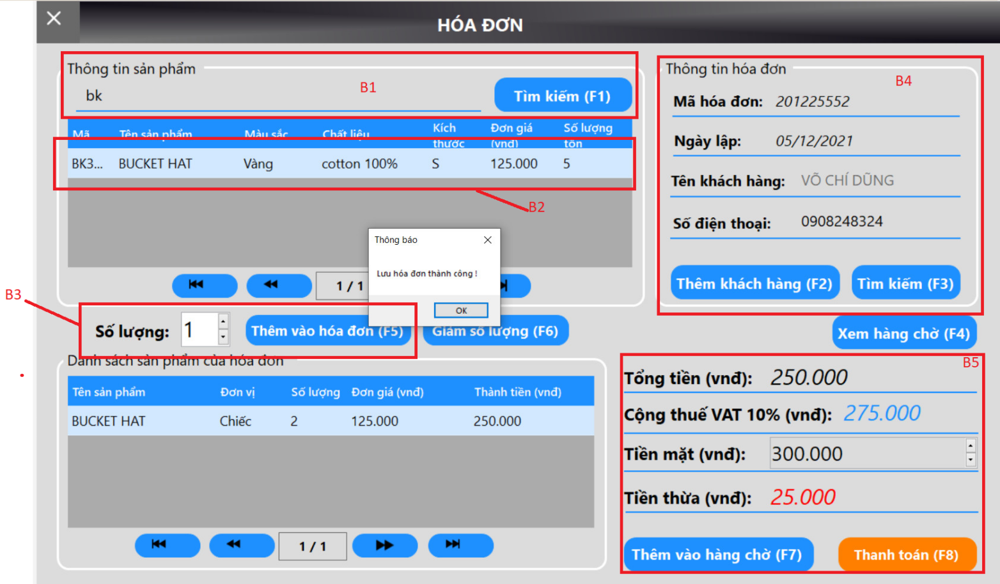 HÓA ĐƠN
Thông tin sản phẩm
bk
B1
Tìm kiếm (F1)
Mã Tên sản phẩm Màu sắc Chất liệu Kích thước Đơn giá (vnđ) Số lượng tồn
BK3... BUCKET HAT Vàng cotton 100% S 125.000 5
B2
1 / 1
Thông báo
Lưu hóa đơn thành công !
OK
B3
Số lượng: 1
Thêm vào hóa đơn (F5)
Giảm số lượng (F6)
Danh sách sản phẩm của hóa đơn
Tên sản phẩm Đơn vị Số lượng Đơn giá (vnđ) Thành tiền (vnđ)
BUCKET HAT Chiếc 2 125.000 250.000
1 / 1
Thông tin hóa đơn
B4
Mã hóa đơn: 201225552
Ngày lập: 05/12/2021
Tên khách hàng: VÕ CHÍ DŨNG
Số điện thoại: 0908248324
Thêm khách hàng (F2)
Tìm kiếm (F3)
Xem hàng chờ (F4)
B5
Tổng tiền (vnđ): 250.000
Cộng thuế VAT 10% (vnđ): 275.000
Tiền mặt (vnđ): 300.000
Tiền thừa (vnđ): 25.000
Thêm vào hàng chờ (F7)
Thanh toán (F8)